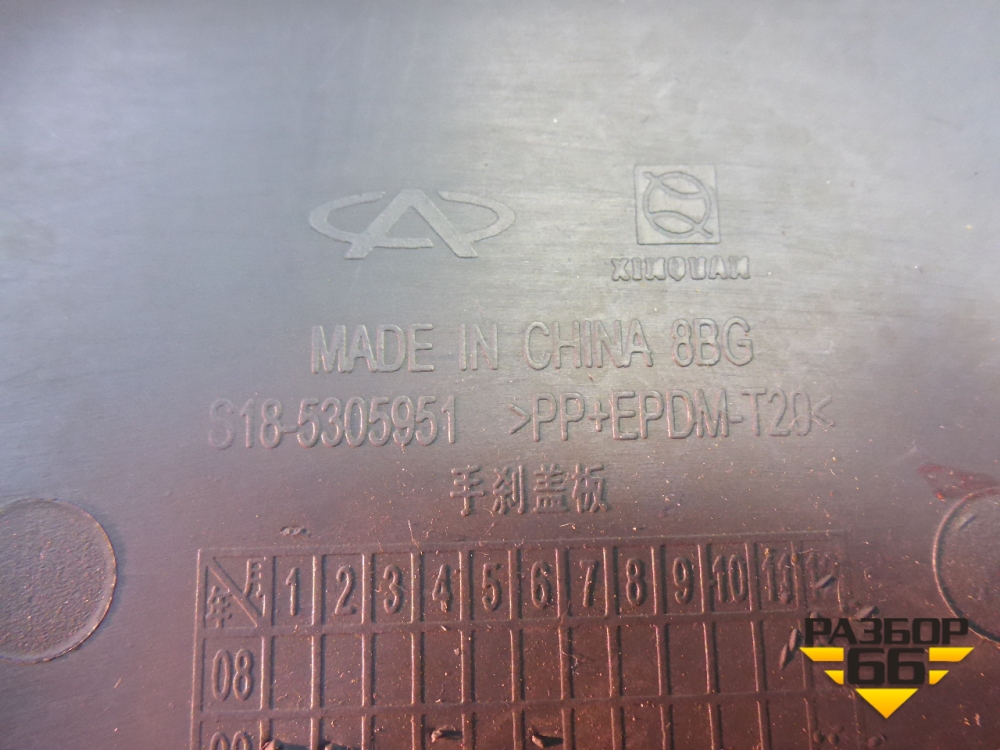 XINQUAN
MADE IN CHINA 8BG
S18-5305951 >PP+EPDM-T20<
手刹盖板
年 月 1 2 3 4 5 6 7 8 9 10 11 12
08
09
РАЗБОР
66